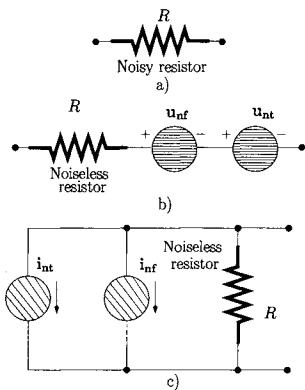 R
Noisy resistor
a)
R
u_nf u_nt
+ − + −
Noiseless
resistor
b)
Noiseless
resistor
i_nt i_nf
R
c)